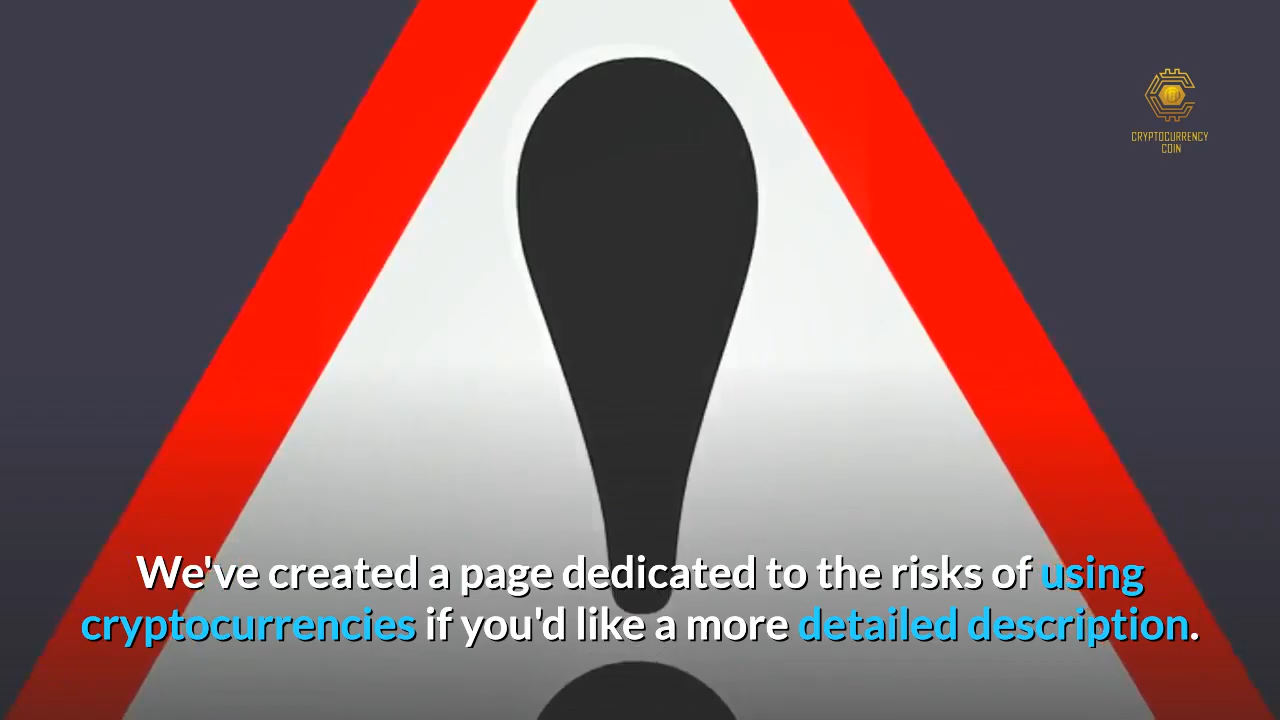 CRYPTOCURRENCY
COIN
We've created a page dedicated to the risks of using
cryptocurrencies if you'd like a more detailed description.